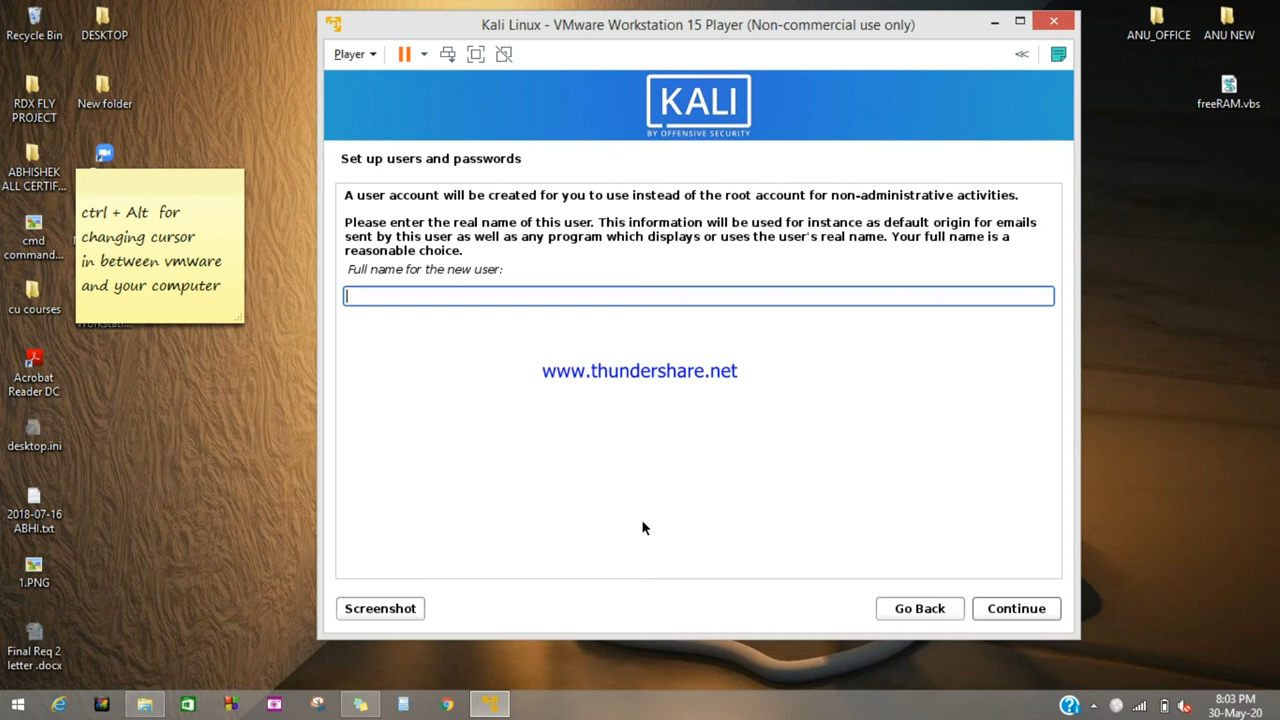 Recycle Bin
DESKTOP
RDX FLY
PROJECT
New folder
ABHISHEK
ALL CERTIF...
cmd
command...
cu courses
Acrobat
Reader DC
desktop.ini
2018-07-16
ABHI.txt
1.PNG
Final Req 2
letter .docx
ctrl + Alt for
changing cursor
in between vmware
and your computer
Kali Linux - VMware Workstation 15 Player (Non-commercial use only)
Player
KALI
BY OFFENSIVE SECURITY
Set up users and passwords
A user account will be created for you to use instead of the root account for non-administrative activities.
Please enter the real name of this user. This information will be used for instance as default origin for emails
sent by this user as well as any program which displays or uses the user's real name. Your full name is a
reasonable choice.
Full name for the new user:
www.thundershare.net
Screenshot
Go Back
Continue
ANU_OFFICE
ANU NEW
freeRAM.vbs
8:03 PM
30-May-20